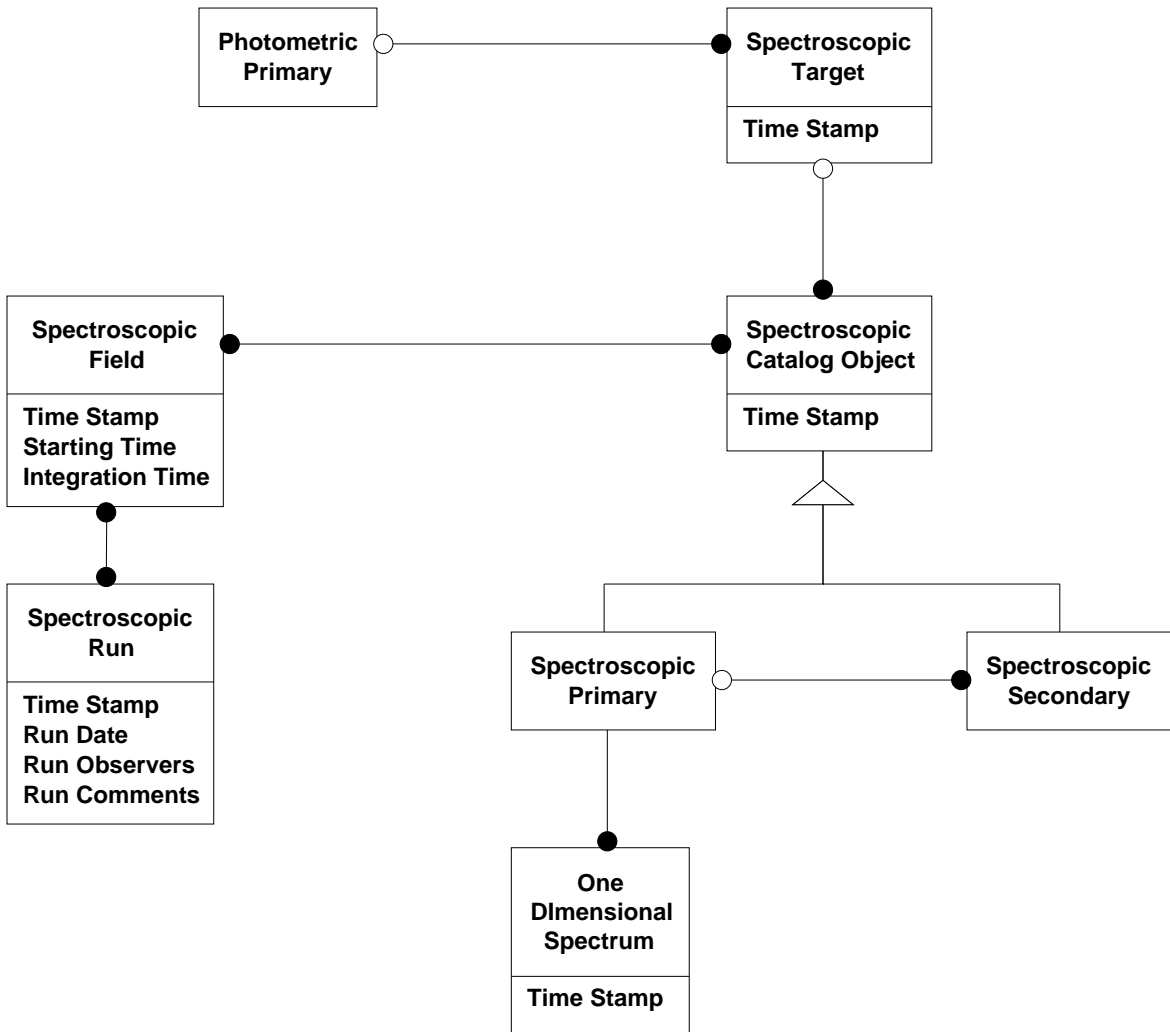 Photometric
Primary
Spectroscopic
Target
Time Stamp
Spectroscopic
Field
Time Stamp
Starting Time
Integration Time
Spectroscopic
Catalog Object
Time Stamp
Spectroscopic
Run
Time Stamp
Run Date
Run Observers
Run Comments
Spectroscopic
Primary
Spectroscopic
Secondary
One
DImensional
Spectrum
Time Stamp